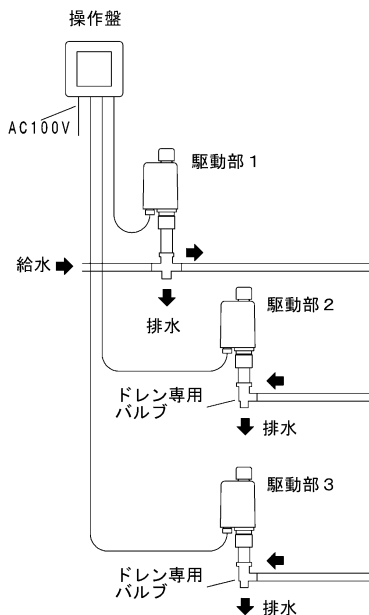 操作盤
AC100V
駆動部1
給水
排水
駆動部2
ドレン専用
バルブ
排水
駆動部3
ドレン専用
バルブ
排水